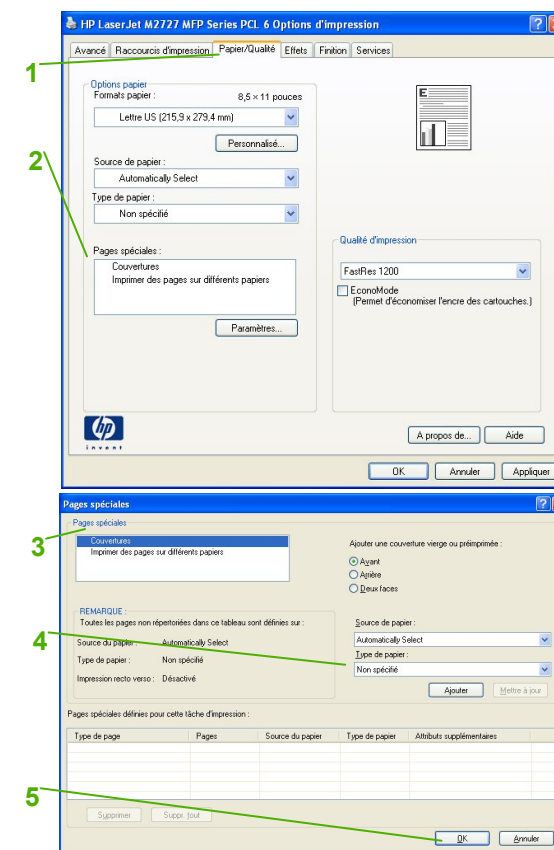 HP LaserJet M2727 MFP Series PCL 6 Options d'impression
Avancé Raccourcis d'impression Papier/Qualité Effets Finition Services
1
Options papier
Formats papier : 8,5 × 11 pouces
Lettre US (215,9 x 279,4 mm)
Personnalisé...
2
Source de papier :
Automatically Select
Type de papier :
Non spécifié
Pages spéciales :
Couvertures
Imprimer des pages sur différents papiers
Paramètres...
E
Qualité d'impression
FastRes 1200
EconoMode
(Permet d'économiser l'encre des cartouches.)
hp
invent
A propos de... Aide
OK Annuler Appliquer
Pages spéciales
3
Pages spéciales
Couvertures
Imprimer des pages sur différents papiers
Ajouter une couverture vierge ou préimprimée :
Avant
Arrière
Deux faces
REMARQUE :
Toutes les pages non répertoriées dans ce tableau sont définies sur :
4
Source du papier : Automatically Select
Type de papier : Non spécifié
Impression recto verso : Désactivé
Source de papier :
Automatically Select
Type de papier :
Non spécifié
Ajouter Mettre à jour
Pages spéciales définies pour cette tâche d'impression :
Type de page Pages Source du papier Type de papier Attributs supplémentaires
5
Supprimer Suppr. tout
OK Annuler